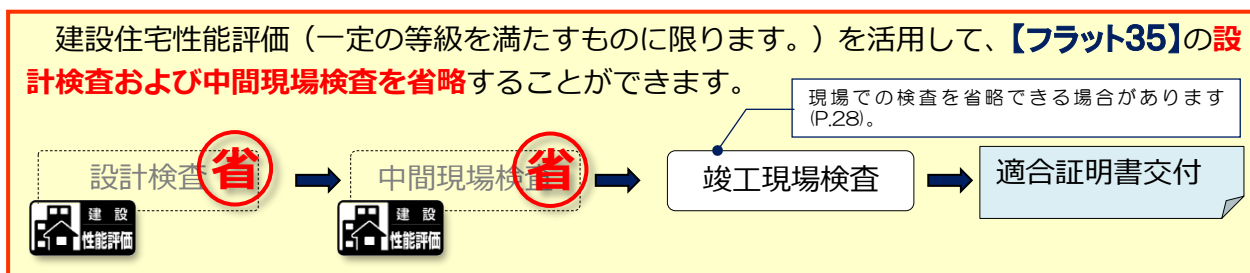 建設住宅性能評価（一定の等級を満たすものに限ります。）を活用して、【フラット35】の設
計検査および中間現場検査を省略することができます。
現場での検査を省略できる場合があります
(P.28)。
設計検査
省
中間現場検査
省
竣工現場検査
適合証明書交付
建設
性能評価
建設
性能評価